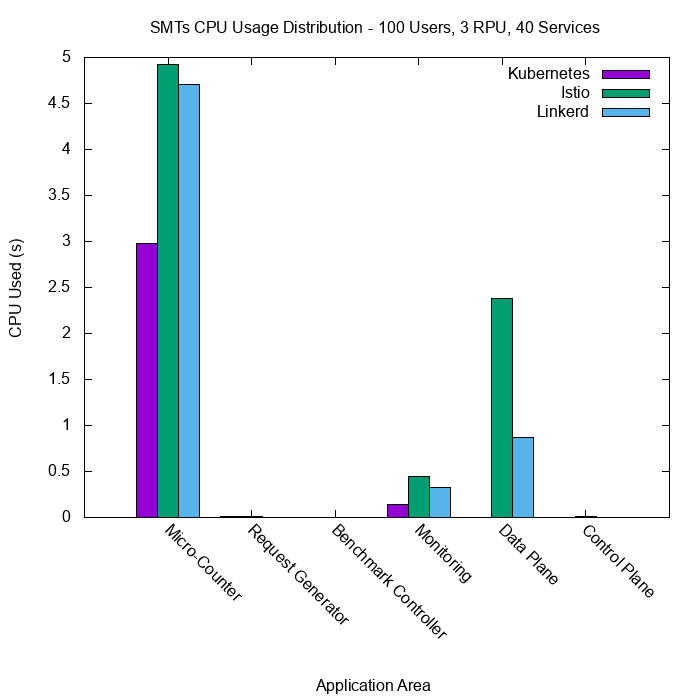 SMTs CPU Usage Distribution - 100 Users, 3 RPU, 40 Services
Kubernetes
Istio
Linkerd
CPU Used (s)
5
4.5
4
3.5
3
2.5
2
1.5
1
0.5
0
Micro-Counter
Request Generator
Benchmark Controller
Monitoring
Data Plane
Control Plane
Application Area